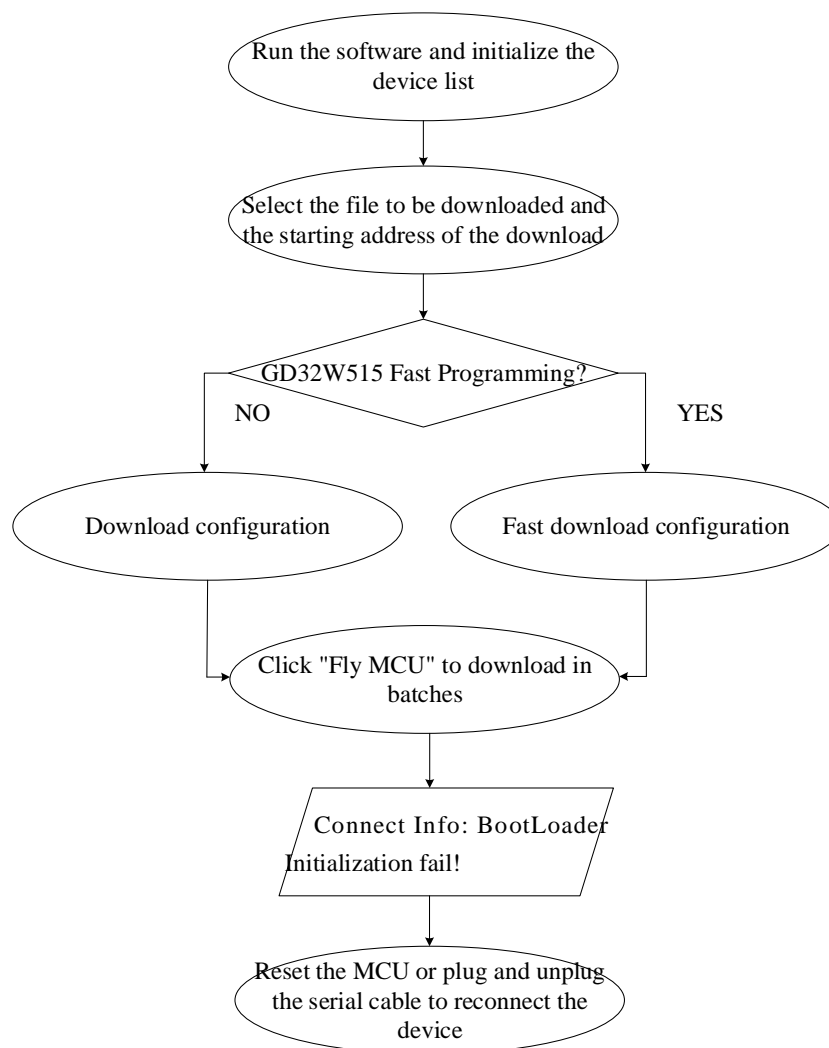 Run the software and initialize the
device list
Select the file to be downloaded and
the starting address of the download
GD32W515 Fast Programming?
NO
YES
Download configuration
Fast download configuration
Click "Fly MCU" to download in
batches
Connect Info: BootLoader
Initialization fail!
Reset the MCU or plug and unplug
the serial cable to reconnect the
device